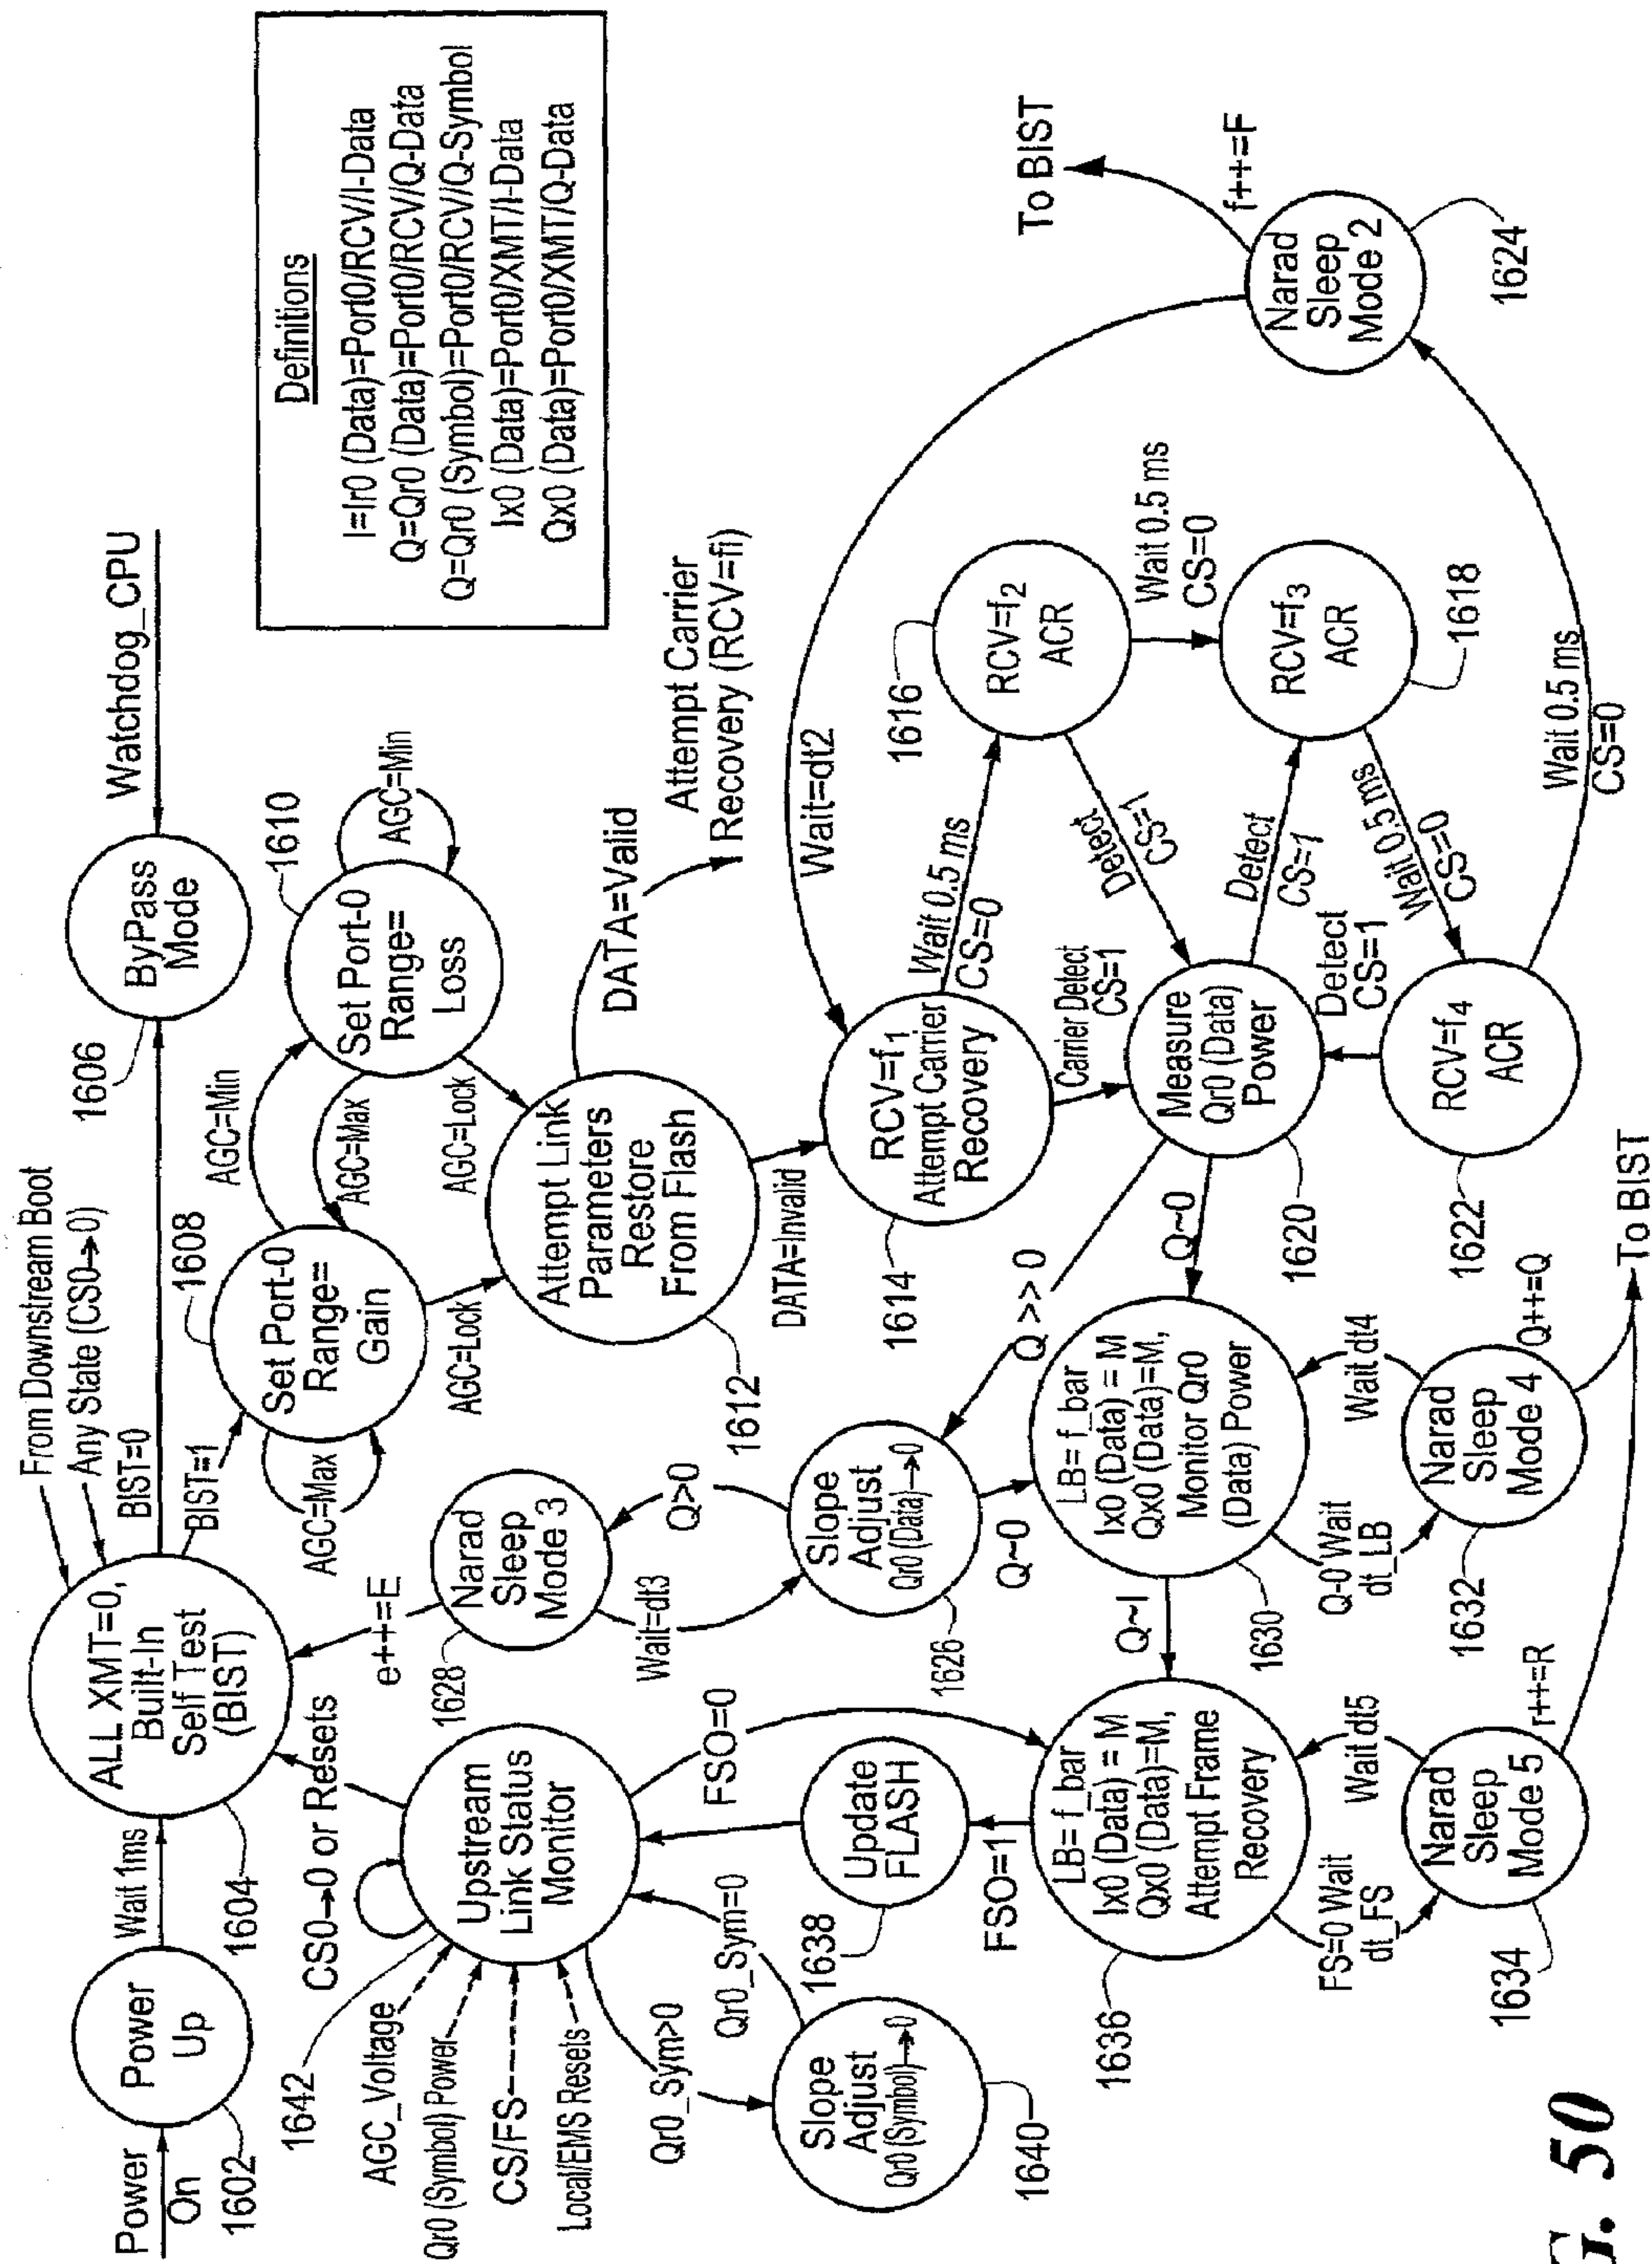 Power
On
1602
Power
Up
Wait 1ms
1604
ALL XMT=0,
Built-In
Self Test
(BIST)
From Downstream Boot
Any State (CS0→0)
BIST=0
BIST=1
1606
ByPass
Mode
Watchdog_CPU
1608
Set Port-0
Range=
Gain
AGC=Max
AGC=Min
AGC=Max
1610
Set Port-0
Range=
Loss
AGC=Min
AGC=Lock
AGC=Lock
Attempt Link
Parameters
Restore
From Flash
1612
DATA=Valid
Attempt Carrier
Recovery (RCV=fi)
DATA=Invalid
Definitions
I=Ir0 (Data)=Port0/RCV/I-Data
Q=Qr0 (Data)=Port0/RCV/Q-Data
Q=Qr0 (Symbol)=Port0/RCV/Q-Symbol
Ix0 (Data)=Port0/XMT/I-Data
Qx0 (Data)=Port0/XMT/Q-Data
1614
RCV=f1
Attempt Carrier
Recovery
Wait=dt2
Wait 0.5 ms
CS=0
1616
RCV=f2
ACR
Wait 0.5 ms
CS=0
RCV=f3
ACR
1618
Detect
CS=1
Detect
CS=1
Wait 0.5 ms
CS=0
Carrier Detect
CS=1
Measure
Qr0 (Data)
Power
1620
Detect
CS=1
RCV=f4
ACR
1622
Wait 0.5 ms
CS=0
Narad
Sleep
Mode 2
1624
f++=F
To BIST
Q >> 0
Q~0
Slope
Adjust
Qr0 (Data)→0
1626
Q>0
Wait=dt3
Narad
Sleep
Mode 3
1628
e++=E
Q~0
LB= f_bar
Ix0 (Data) = M
Qx0 (Data)=M,
Monitor Qr0
(Data) Power
1630
Q-0 Wait
dt_LB
Wait dt4
Narad
Sleep
Mode 4
1632
Q++=Q
To BIST
Q~I
LB= f_bar
Ix0 (Data) = M
Qx0 (Data)=M,
Attempt Frame
Recovery
1636
FS=0 Wait
dt_FS
Wait dt5
Narad
Sleep
Mode 5
1634
r++=R
FSO=1
Update
FLASH
1638
FSO=0
Upstream
Link Status
Monitor
1642
CS0→0 or Resets
AGC_Voltage
Qr0 (Symbol) Power
CS/FS
Local/EMS Resets
Qr0_Sym>0
Qr0_Sym=0
Slope
Adjust
Qr0 (Symbol)→0
1640
G. 50